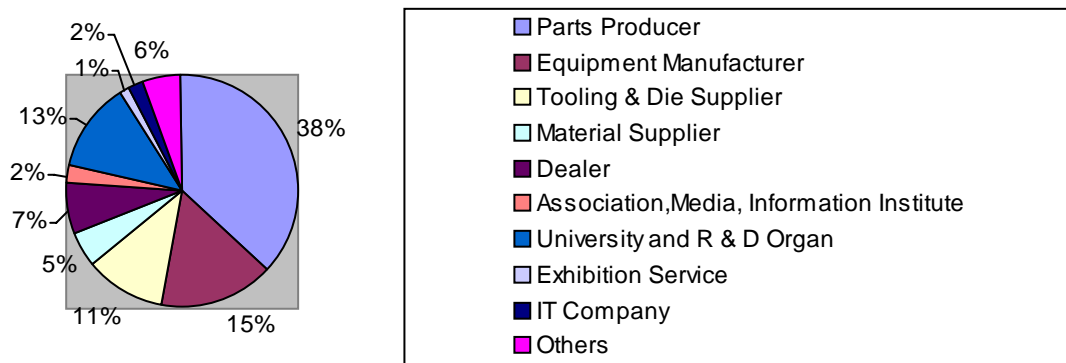 2%
6%
1%
13%
38%
2%
7%
5%
11%
15%
Parts Producer
Equipment Manufacturer
Tooling & Die Supplier
Material Supplier
Dealer
Association,Media, Information Institute
University and R & D Organ
Exhibition Service
IT Company
Others